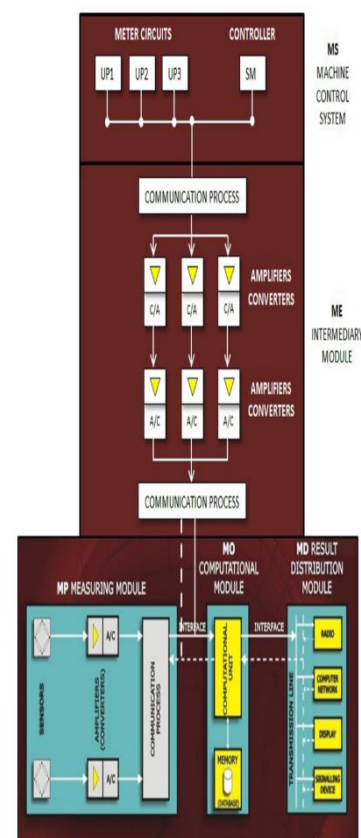 METER CIRCUITS
CONTROLLER
UP1
UP2
UP3
SM
MS
MACHINE
CONTROL
SYSTEM
COMMUNICATION PROCESS
C/A
C/A
C/A
AMPLIFIERS
CONVERTERS
ME
INTERMEDIARY
MODULE
A/C
A/C
A/C
AMPLIFIERS
CONVERTERS
COMMUNICATION PROCESS
MP MEASURING MODULE
MO
COMPUTATIONAL
MODULE
MD RESULT
DISTRIBUTION
MODULE
SENSORS
A/C
A/C
AMPLIFIERS
(CONVERTERS)
COMMUNICATION
PROCESS
INTERFACE
COMPUTATIONAL
UNIT
MEMORY
(DATABASE)
INTERFACE
TRANSMISSION LINE
RADIO
COMPUTER
NETWORK
DISPLAY
SIGNALLING
DEVICE